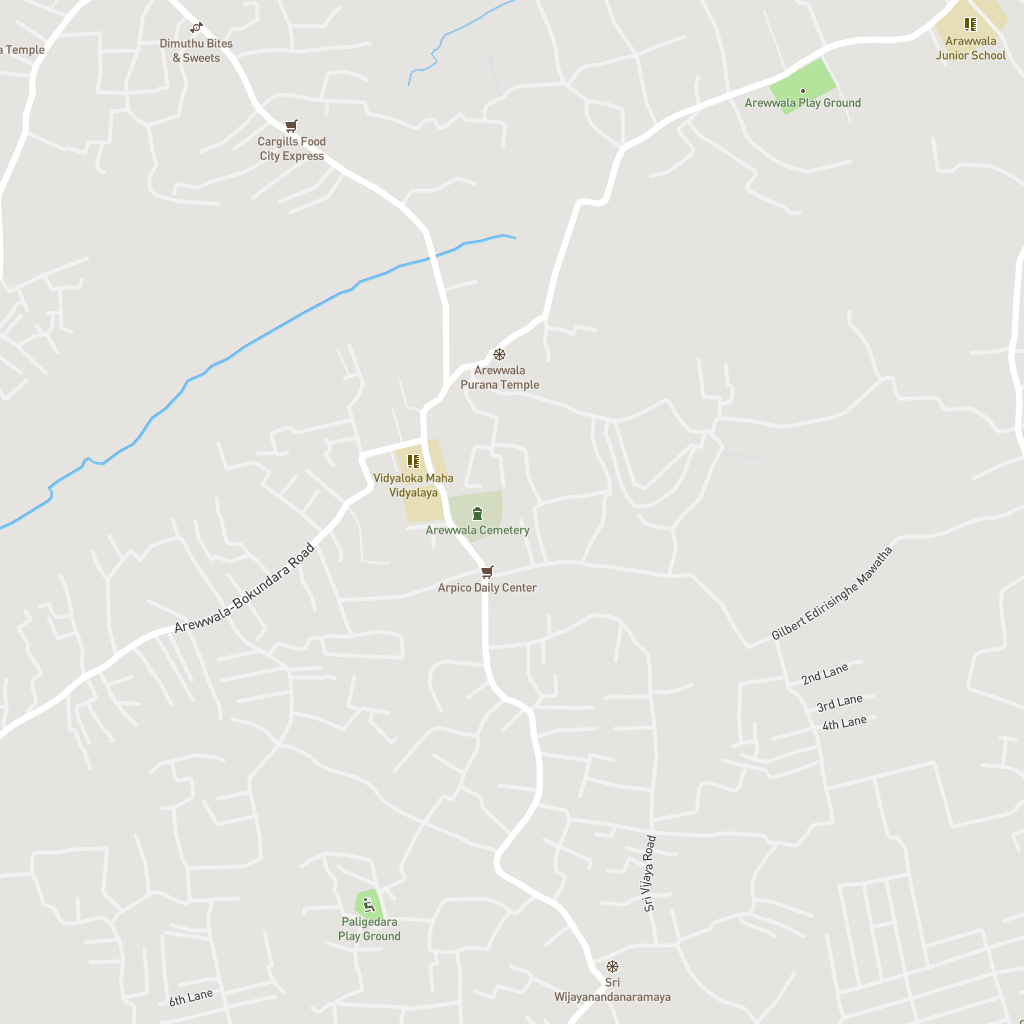 Arawwala
Junior School
Dimuthu Bites
& Sweets
a Temple
Arewwala Play Ground
Cargills Food
City Express
Arewwala
Purana Temple
Vidyaloka Maha
Vidyalaya
Arewwala Cemetery
Arewwala-Bokundara Road
Arpico Daily Center
Gilbert Edirisinghe Mawatha
2nd Lane
3rd Lane
4th Lane
Sri Vijaya Road
Paligedara
Play Ground
Sri
Wijayanandanaramaya
6th Lane